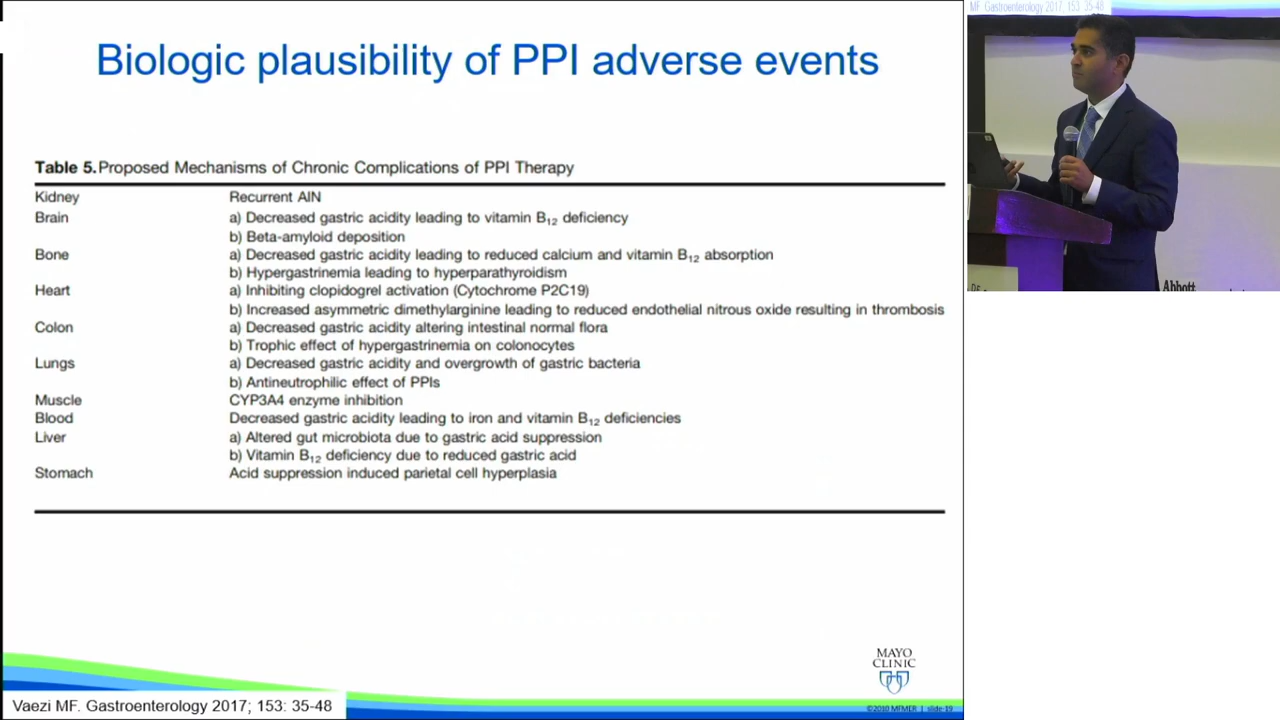 Biologic plausibility of PPI adverse events
Table 5. Proposed Mechanisms of Chronic Complications of PPI Therapy
Kidney Recurrent AIN
Brain a) Decreased gastric acidity leading to vitamin B12 deficiency
b) Beta-amyloid deposition
Bone a) Decreased gastric acidity leading to reduced calcium and vitamin B12 absorption
b) Hypergastrinemia leading to hyperparathyroidism
Heart a) Inhibiting clopidogrel activation (Cytochrome P2C19)
b) Increased asymmetric dimethylarginine leading to reduced endothelial nitrous oxide resulting in thrombosis
Colon a) Decreased gastric acidity altering intestinal normal flora
b) Trophic effect of hypergastrinemia on colonocytes
Lungs a) Decreased gastric acidity and overgrowth of gastric bacteria
b) Antineutrophilic effect of PPIs
Muscle CYP3A4 enzyme inhibition
Blood Decreased gastric acidity leading to iron and vitamin B12 deficiencies
Liver a) Altered gut microbiota due to gastric acid suppression
b) Vitamin B12 deficiency due to reduced gastric acid
Stomach Acid suppression induced parietal cell hyperplasia
MAYO
CLINIC
Vaezi MF. Gastroenterology 2017; 153: 35-48
©2010 MFMER | slide-19
MF. Gastroenterology 2017; 153: 35-48
Abbott